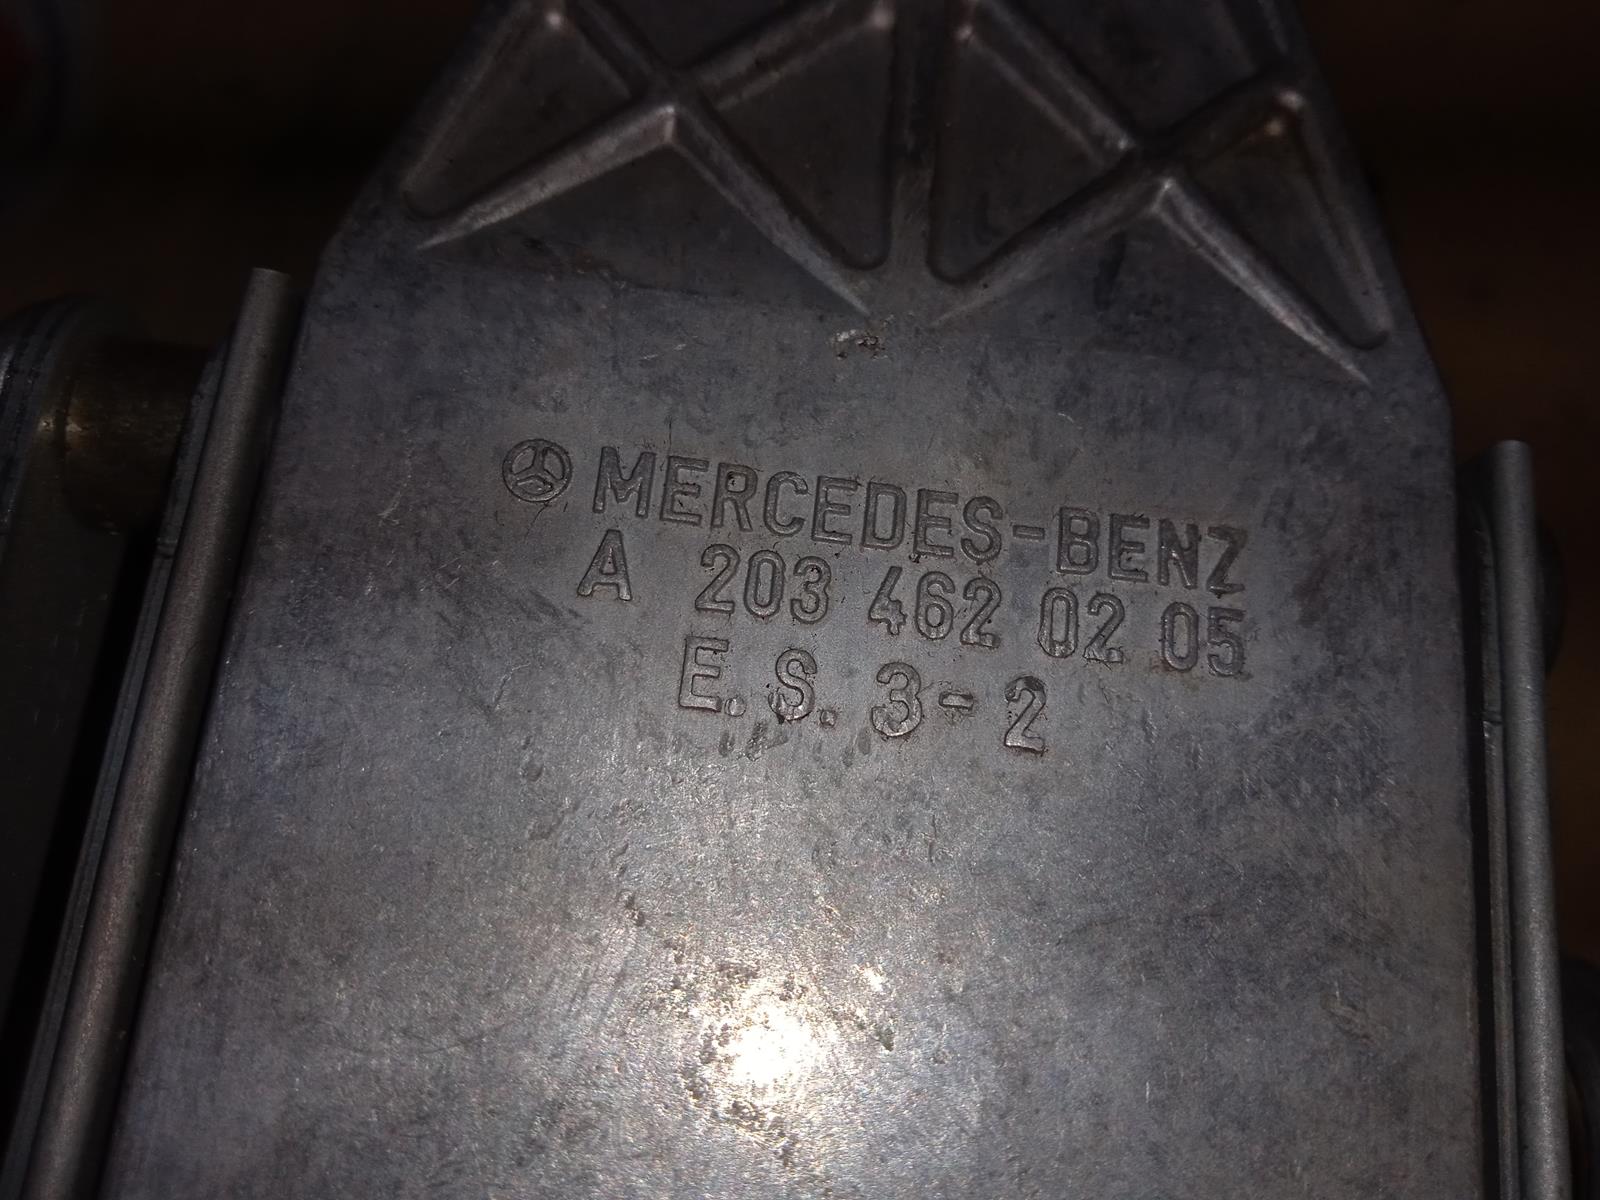 MERCEDES-BENZ
A 203 462 02 05
E.S. 3-2